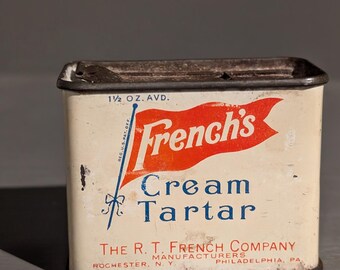 1½ OZ. AVD.
French's
Cream
Tartar
THE R. T. FRENCH COMPANY
MANUFACTURERS
ROCHESTER, N. Y. PHILADELPHIA, PA.